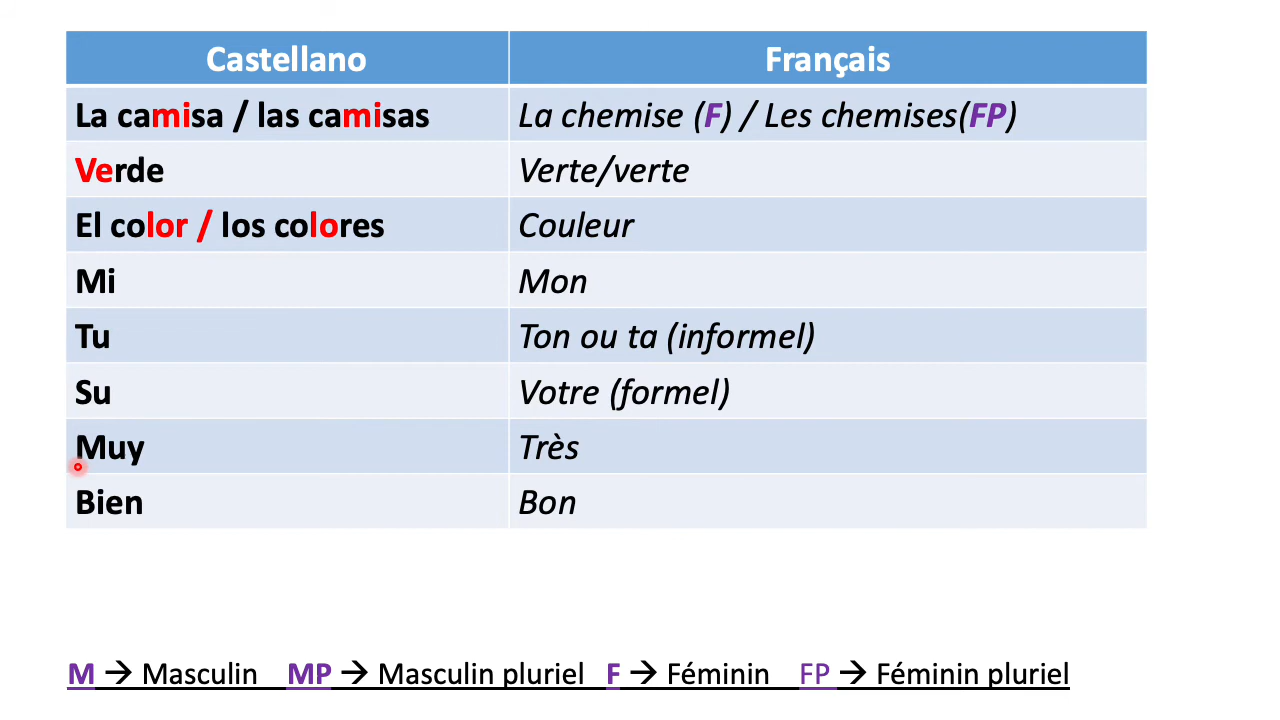 Castellano Français
La camisa / las camisas La chemise (F) / Les chemises(FP)
Verde Verte/verte
El color / los colores Couleur
Mi Mon
Tu Ton ou ta (informel)
Su Votre (formel)
Muy Très
Bien Bon
M → Masculin MP → Masculin pluriel F → Féminin FP → Féminin pluriel